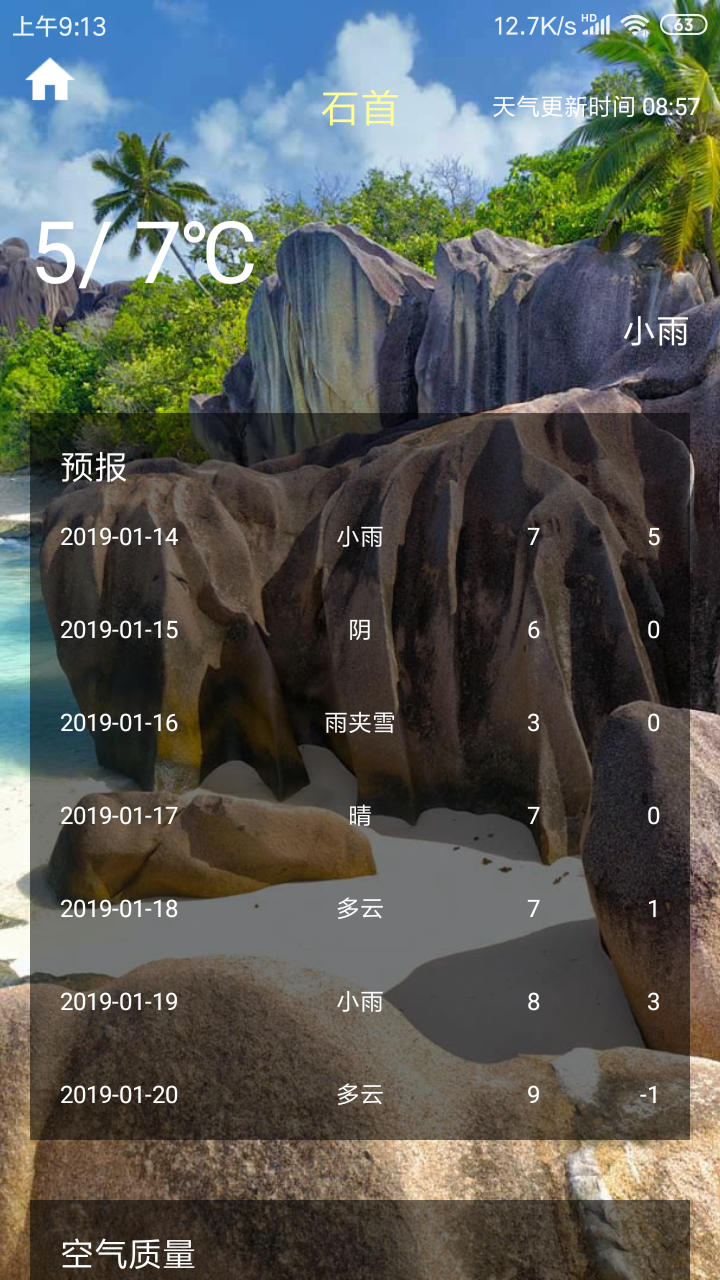 上午9:13 12.7K/s HD 63
石首 天气更新时间 08:57
5/ 7℃
小雨
预报
2019-01-14 小雨 7 5
2019-01-15 阴 6 0
2019-01-16 雨夹雪 3 0
2019-01-17 晴 7 0
2019-01-18 多云 7 1
2019-01-19 小雨 8 3
2019-01-20 多云 9 -1
空气质量